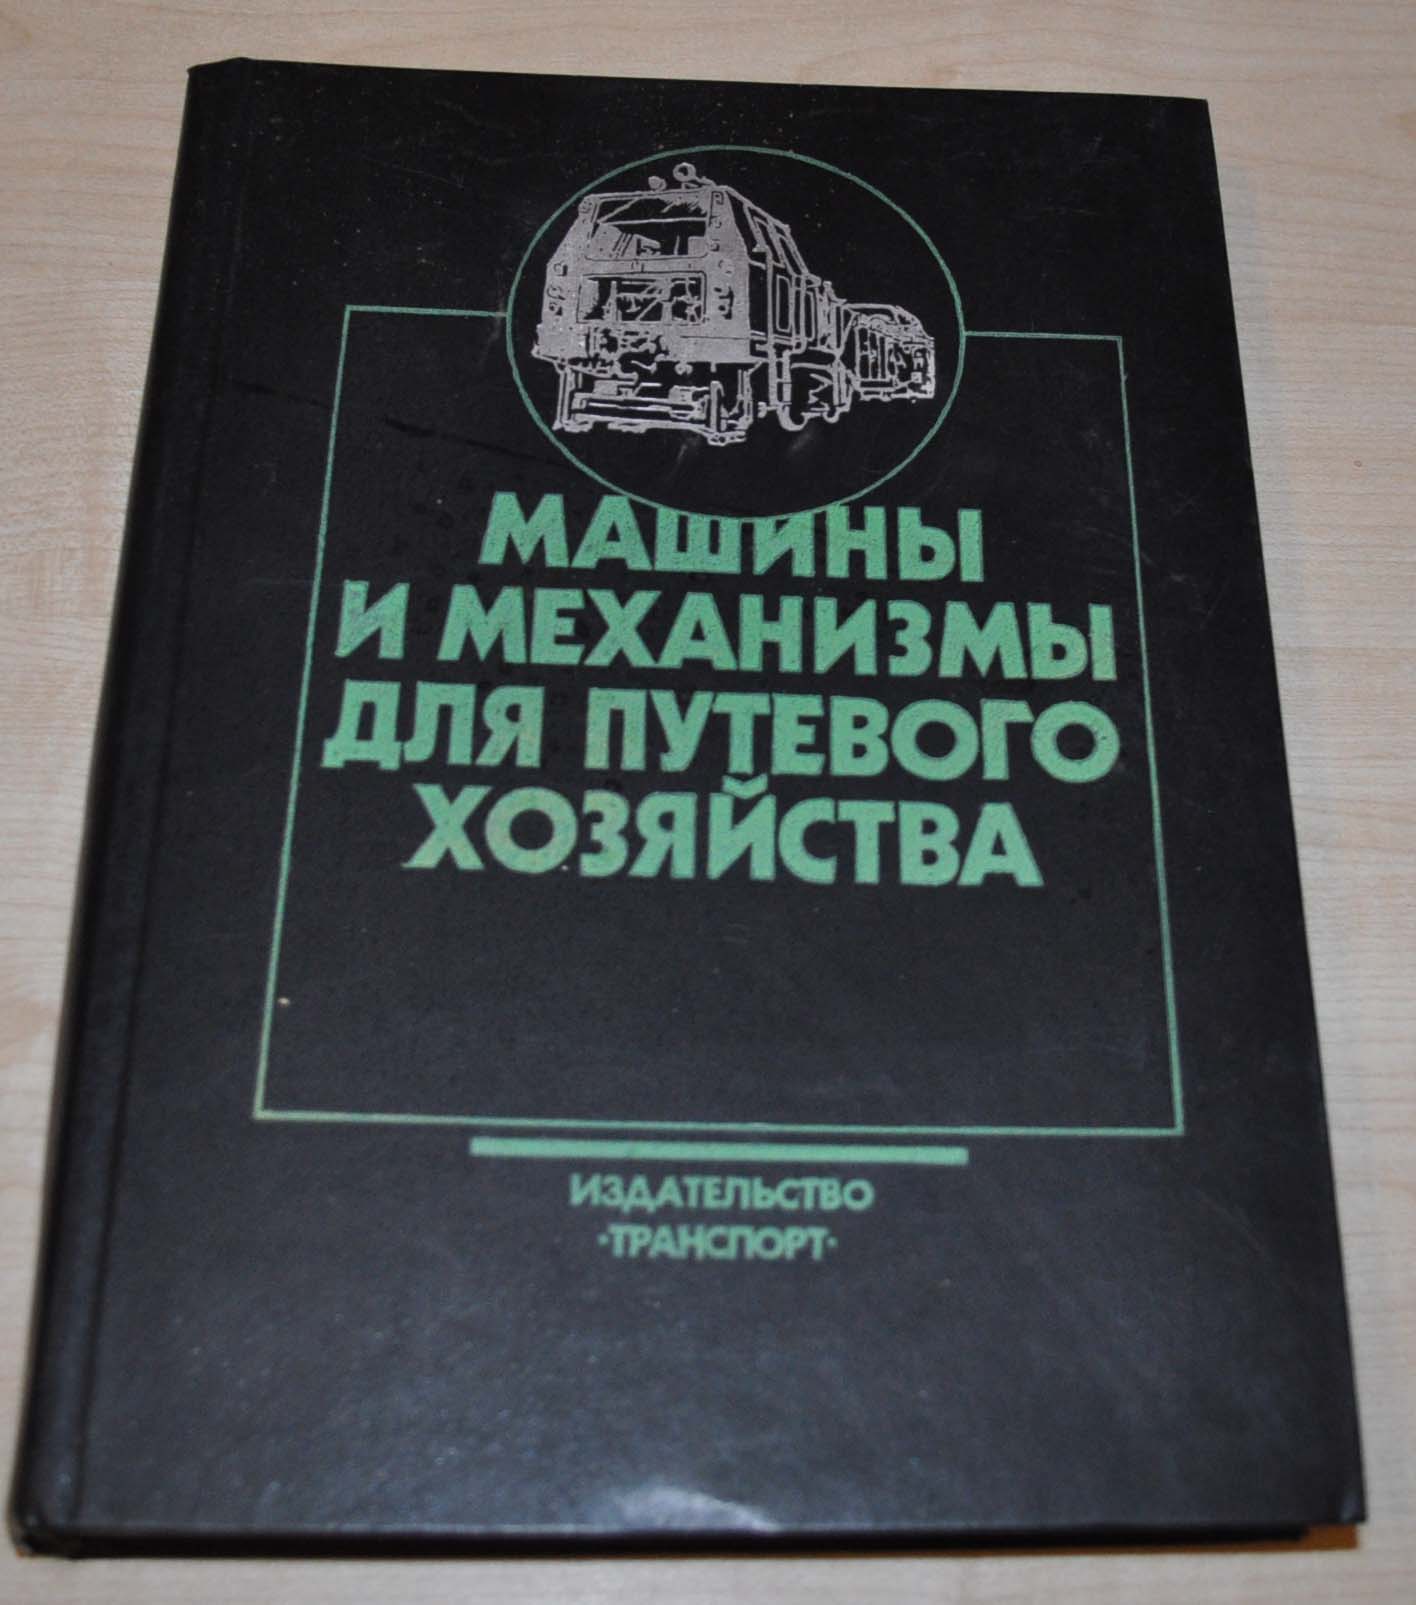 МАШИНЫ
И МЕХАНИЗМЫ
ДЛЯ ПУТЕВОГО
ХОЗЯЙСТВА
ИЗДАТЕЛЬСТВО
·ТРАНСПОРТ·